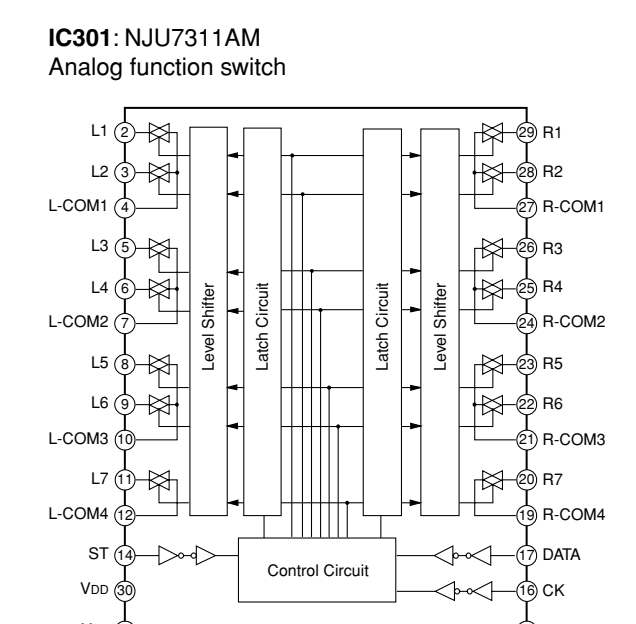 IC301: NJU7311AM
Analog function switch
L1 2 29 R1
L2 3 28 R2
L-COM1 4 27 R-COM1
L3 5 26 R3
L4 6 25 R4
L-COM2 7 24 R-COM2
Level Shifter
Latch Circuit
Latch Circuit
Level Shifter
L5 8 23 R5
L6 9 22 R6
L-COM3 10 21 R-COM3
L7 11 20 R7
L-COM4 12 19 R-COM4
ST 14 17 DATA
Control Circuit
VDD 30 16 CK